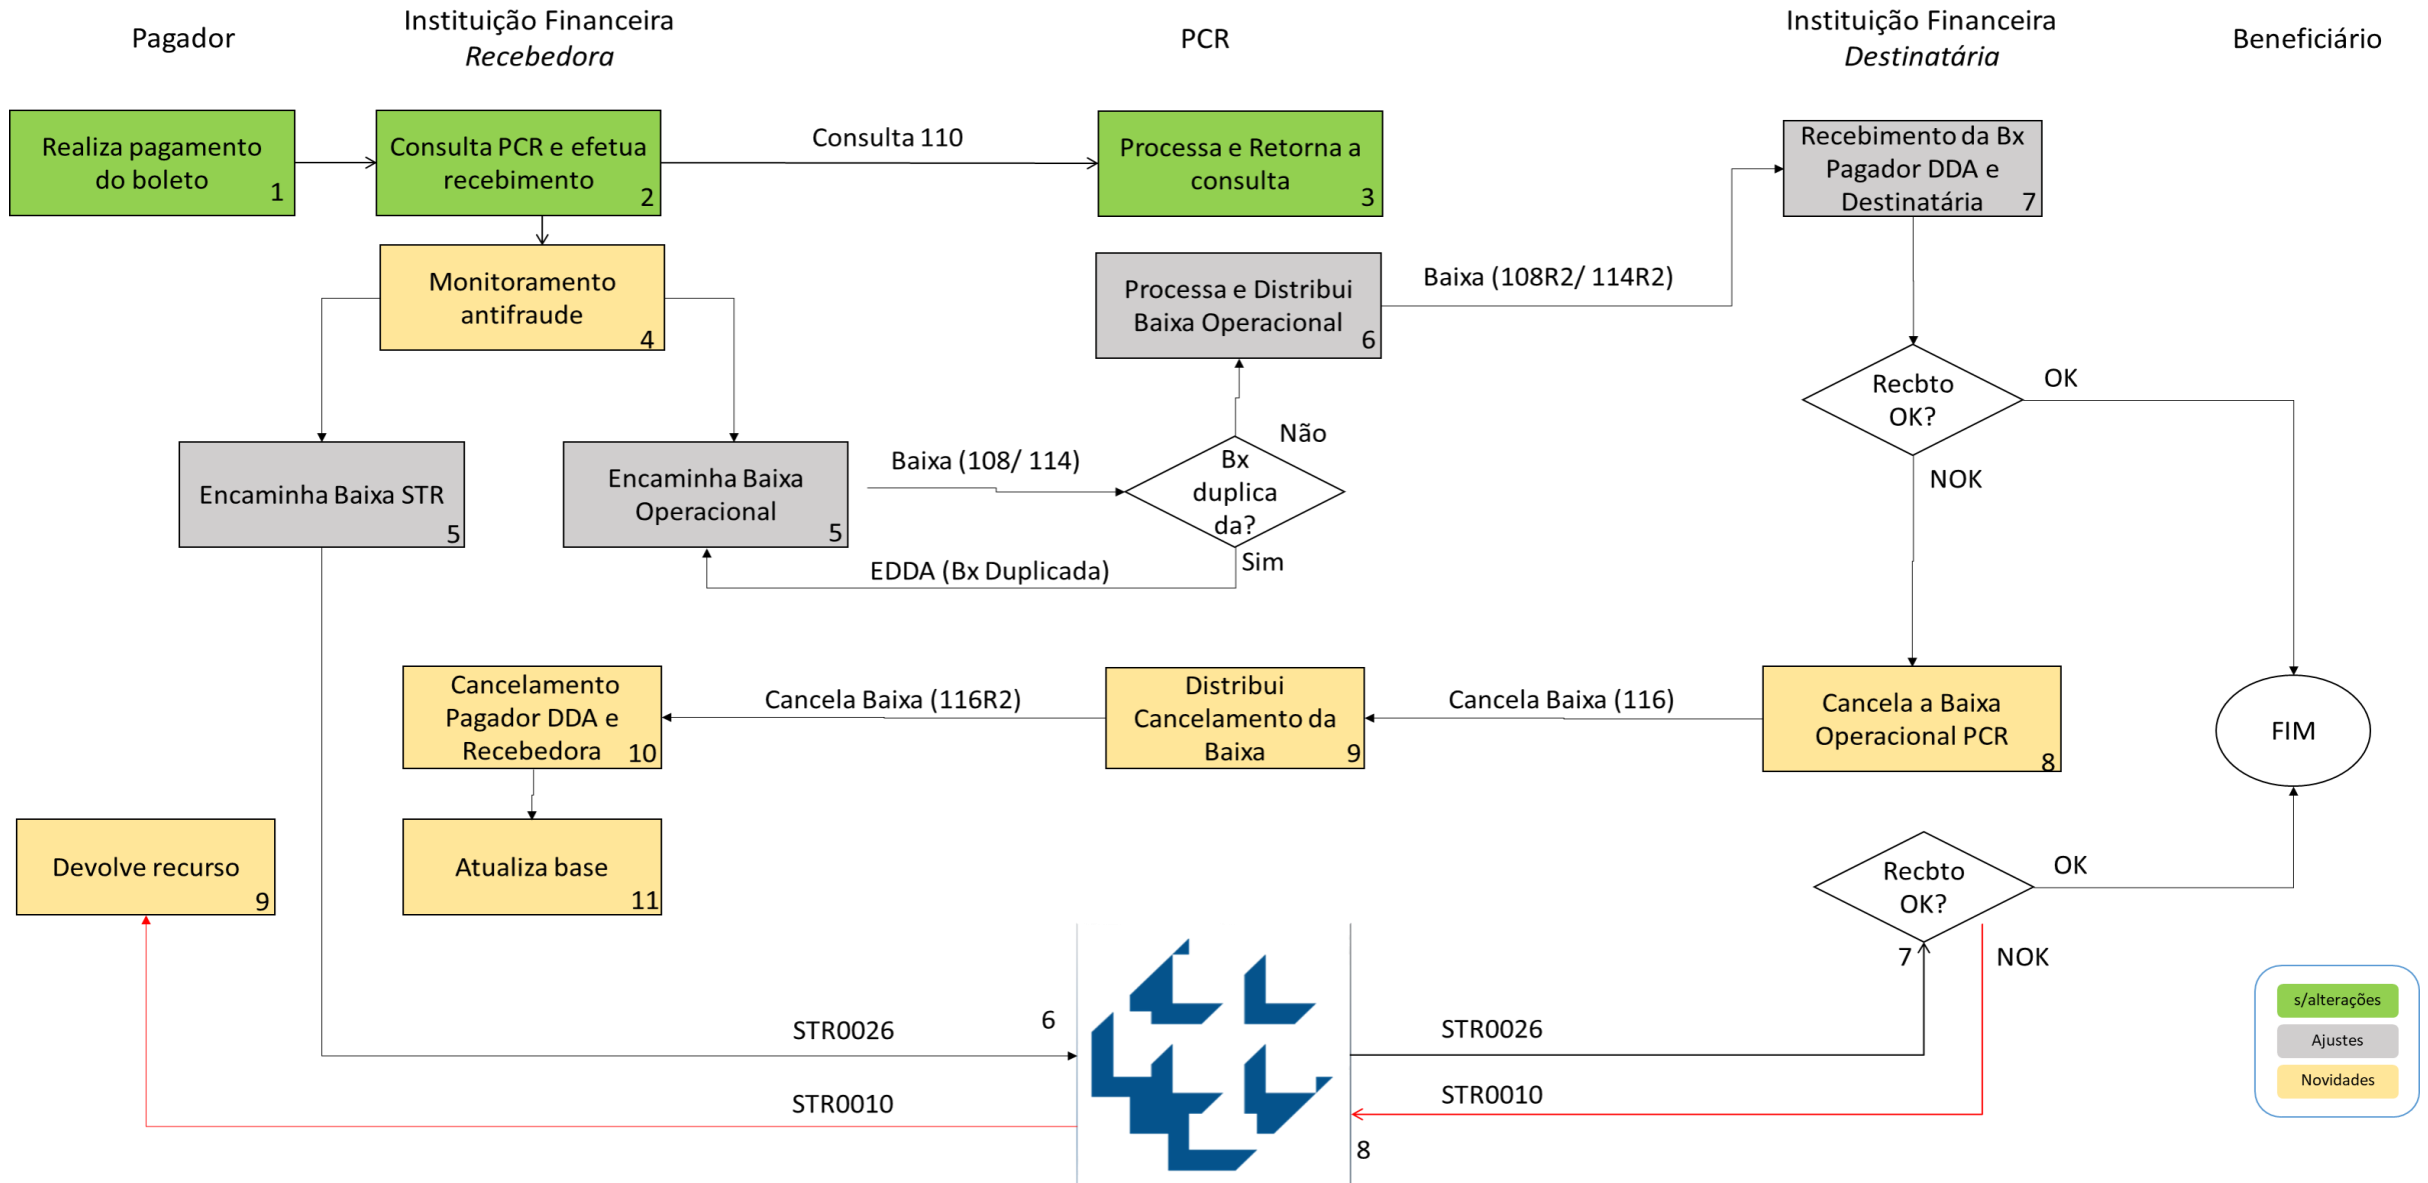 Pagador
Instituição Financeira
Recebedora
PCR
Instituição Financeira
Destinatária
Beneficiário
Realiza pagamento
do boleto
1
Consulta PCR e efetua
recebimento
2
Consulta 110
Processa e Retorna a
consulta
3
Recebimento da Bx
Pagador DDA e
Destinatária
7
Monitoramento
antifraude
4
Processa e Distribui
Baixa Operacional
6
Baixa (108R2/ 114R2)
Recbto
OK?
OK
NOK
Encaminha Baixa STR
5
Encaminha Baixa
Operacional
5
Baixa (108/ 114)
Não
Bx
duplica
da?
Sim
EDDA (Bx Duplicada)
Cancelamento
Pagador DDA e
Recebedora
10
Cancela Baixa (116R2)
Distribui
Cancelamento da
Baixa
9
Cancela Baixa (116)
Cancela a Baixa
Operacional PCR
8
FIM
Devolve recurso
9
Atualiza base
11
Recbto
OK?
OK
7
NOK
STR0026
6
STR0026
STR0010
STR0010
8
s/alterações
Ajustes
Novidades